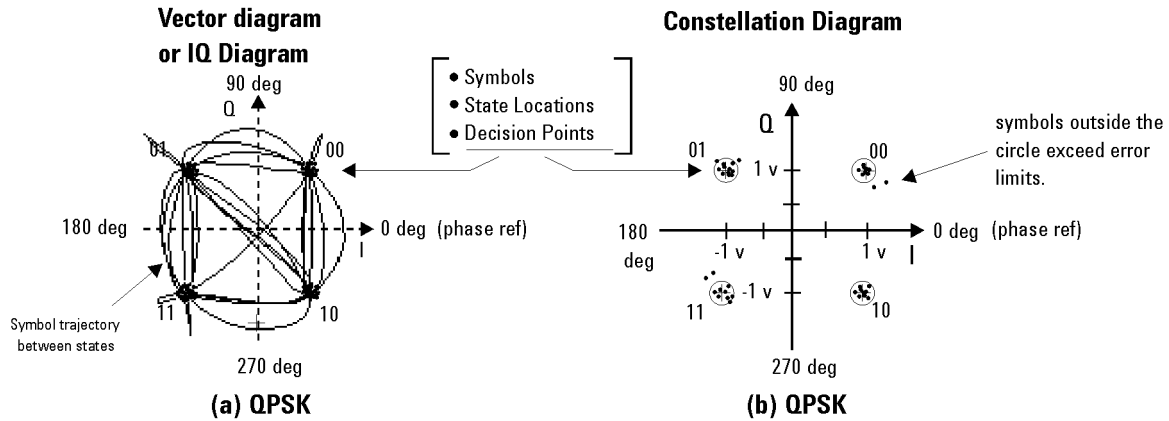 Vector diagram
or IQ Diagram
90 deg
Q
01
00
180 deg
0 deg (phase ref)
I
11
10
Symbol trajectory
between states
270 deg
(a) QPSK
• Symbols
• State Locations
• Decision Points
Constellation Diagram
90 deg
Q
01
00
1 v
symbols outside the
circle exceed error
limits.
180
deg
-1 v
1 v
I
0 deg (phase ref)
-1 v
11
10
270 deg
(b) QPSK